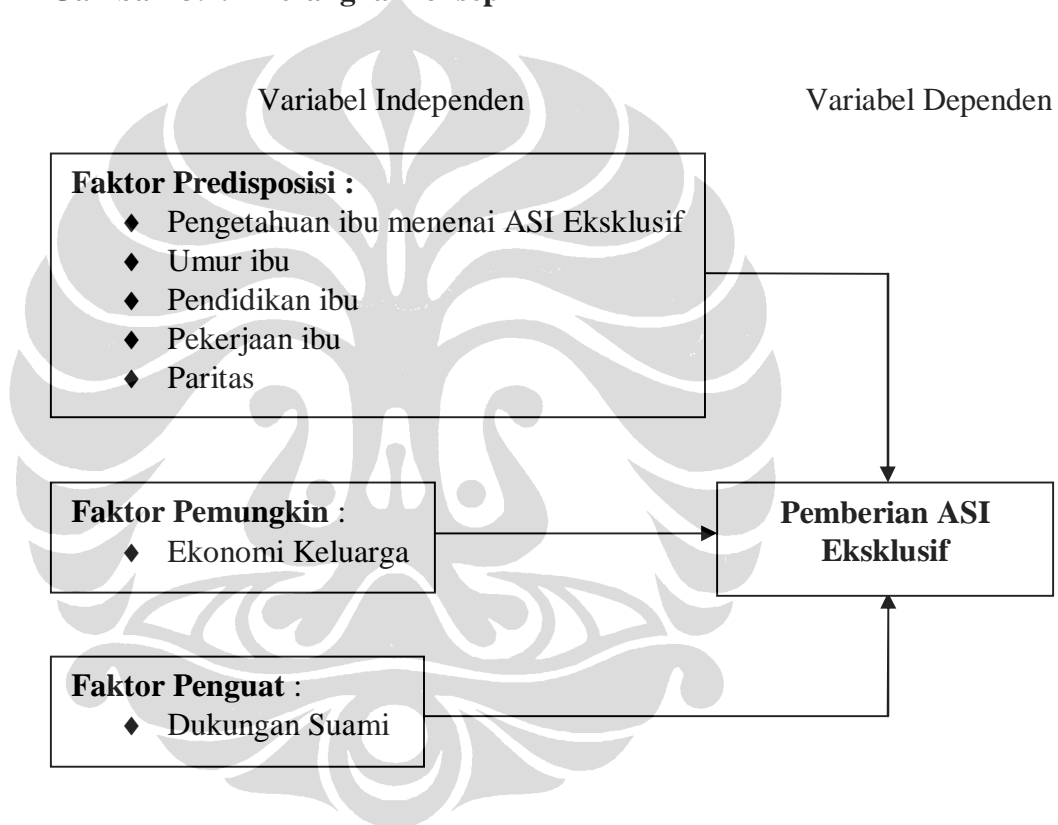 Variabel Independen Variabel Dependen
Faktor Predisposisi :
♦ Pengetahuan ibu menenai ASI Eksklusif
♦ Umur ibu
♦ Pendidikan ibu
♦ Pekerjaan ibu
♦ Paritas
Faktor Pemungkin :
♦ Ekonomi Keluarga
Pemberian ASI
Eksklusif
Faktor Penguat :
♦ Dukungan Suami